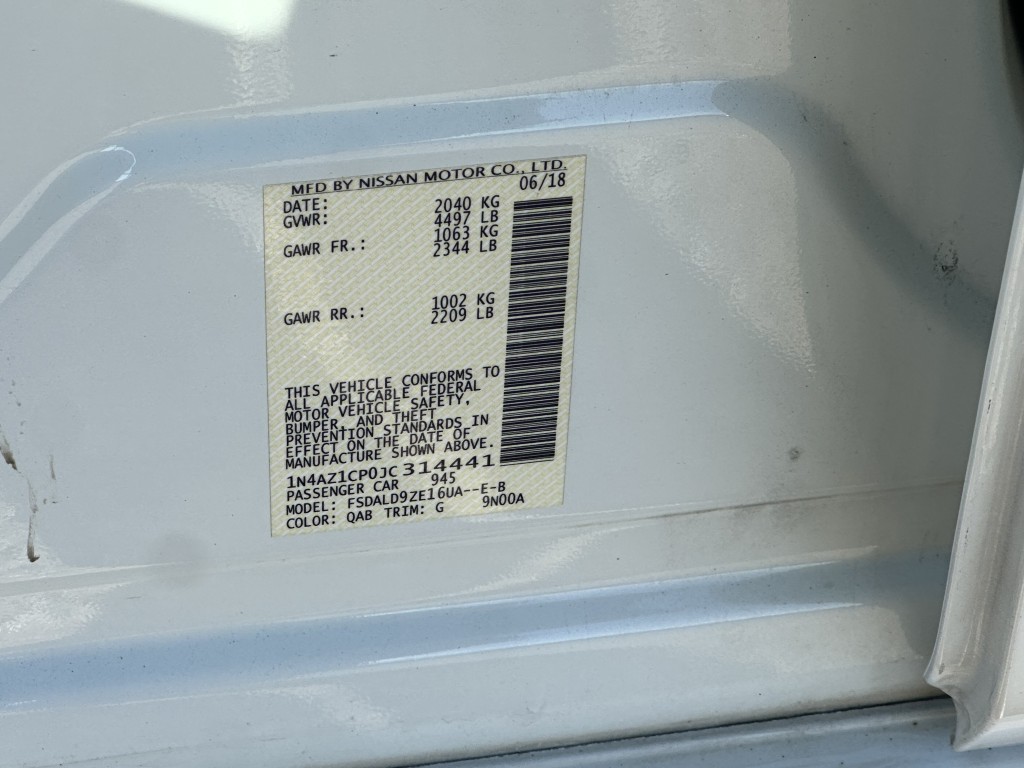 MFD BY NISSAN MOTOR CO., LTD.
DATE: 06/18
GVWR: 2040 KG
4497 LB
GAWR FR.: 1063 KG
2344 LB
GAWR RR.: 1002 KG
2209 LB
THIS VEHICLE CONFORMS TO
ALL APPLICABLE FEDERAL
MOTOR VEHICLE SAFETY,
BUMPER, AND THEFT
PREVENTION STANDARDS IN
EFFECT ON THE DATE OF
MANUFACTURE SHOWN ABOVE.
1N4AZ1CP0JC314441
PASSENGER CAR 945
MODEL: FSDALD9ZE16UA--E-B
COLOR: QAB TRIM: G 9N00A